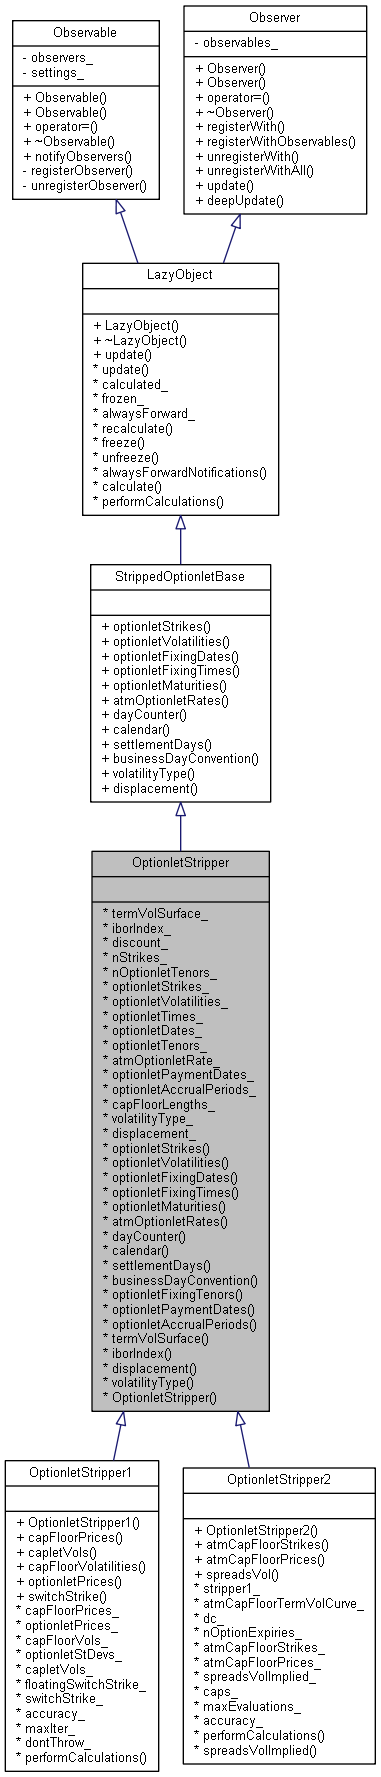 Observable
- observers_
- settings_
+ Observable()
+ Observable()
+ operator=()
+ ~Observable()
+ notifyObservers()
- registerObserver()
- unregisterObserver()
Observer
- observables_
+ Observer()
+ Observer()
+ operator=()
+ ~Observer()
+ registerWith()
+ registerWithObservables()
+ unregisterWith()
+ unregisterWithAll()
+ update()
+ deepUpdate()
LazyObject
+ LazyObject()
+ ~LazyObject()
+ update()
* update()
* calculated_
* frozen_
* alwaysForward_
* recalculate()
* freeze()
* unfreeze()
* alwaysForwardNotifications()
* calculate()
* performCalculations()
StrippedOptionletBase
+ optionletStrikes()
+ optionletVolatilities()
+ optionletFixingDates()
+ optionletFixingTimes()
+ optionletMaturities()
+ atmOptionletRates()
+ dayCounter()
+ calendar()
+ settlementDays()
+ businessDayConvention()
+ volatilityType()
+ displacement()
OptionletStripper
* termVolSurface_
* iborIndex_
* discount_
* nStrikes_
* nOptionletTenors_
* optionletStrikes_
* optionletVolatilities_
* optionletTimes_
* optionletDates_
* optionletTenors_
* atmOptionletRate_
* optionletPaymentDates_
* optionletAccrualPeriods_
* capFloorLengths_
* volatilityType_
* displacement_
* optionletStrikes()
* optionletVolatilities()
* optionletFixingDates()
* optionletFixingTimes()
* optionletMaturities()
* atmOptionletRates()
* dayCounter()
* calendar()
* settlementDays()
* businessDayConvention()
* optionletFixingTenors()
* optionletPaymentDates()
* optionletAccrualPeriods()
* termVolSurface()
* iborIndex()
* displacement()
* volatilityType()
* OptionletStripper()
OptionletStripper1
+ OptionletStripper1()
+ capFloorPrices()
+ capletVols()
+ capFloorVolatilities()
+ optionletPrices()
+ switchStrike()
* capFloorPrices_
* optionletPrices_
* capFloorVols_
* optionletStDevs_
* capletVols_
* floatingSwitchStrike_
* switchStrike_
* accuracy_
* maxIter_
* dontThrow_
* performCalculations()
OptionletStripper2
+ OptionletStripper2()
+ atmCapFloorStrikes()
+ atmCapFloorPrices()
+ spreadsVol()
* stripper1_
* atmCapFloorTermVolCurve_
* dc_
* nOptionExpiries_
* atmCapFloorStrikes_
* atmCapFloorPrices_
* spreadsVolImplied_
* caps_
* maxEvaluations_
* accuracy_
* performCalculations()
* spreadsVolImplied()